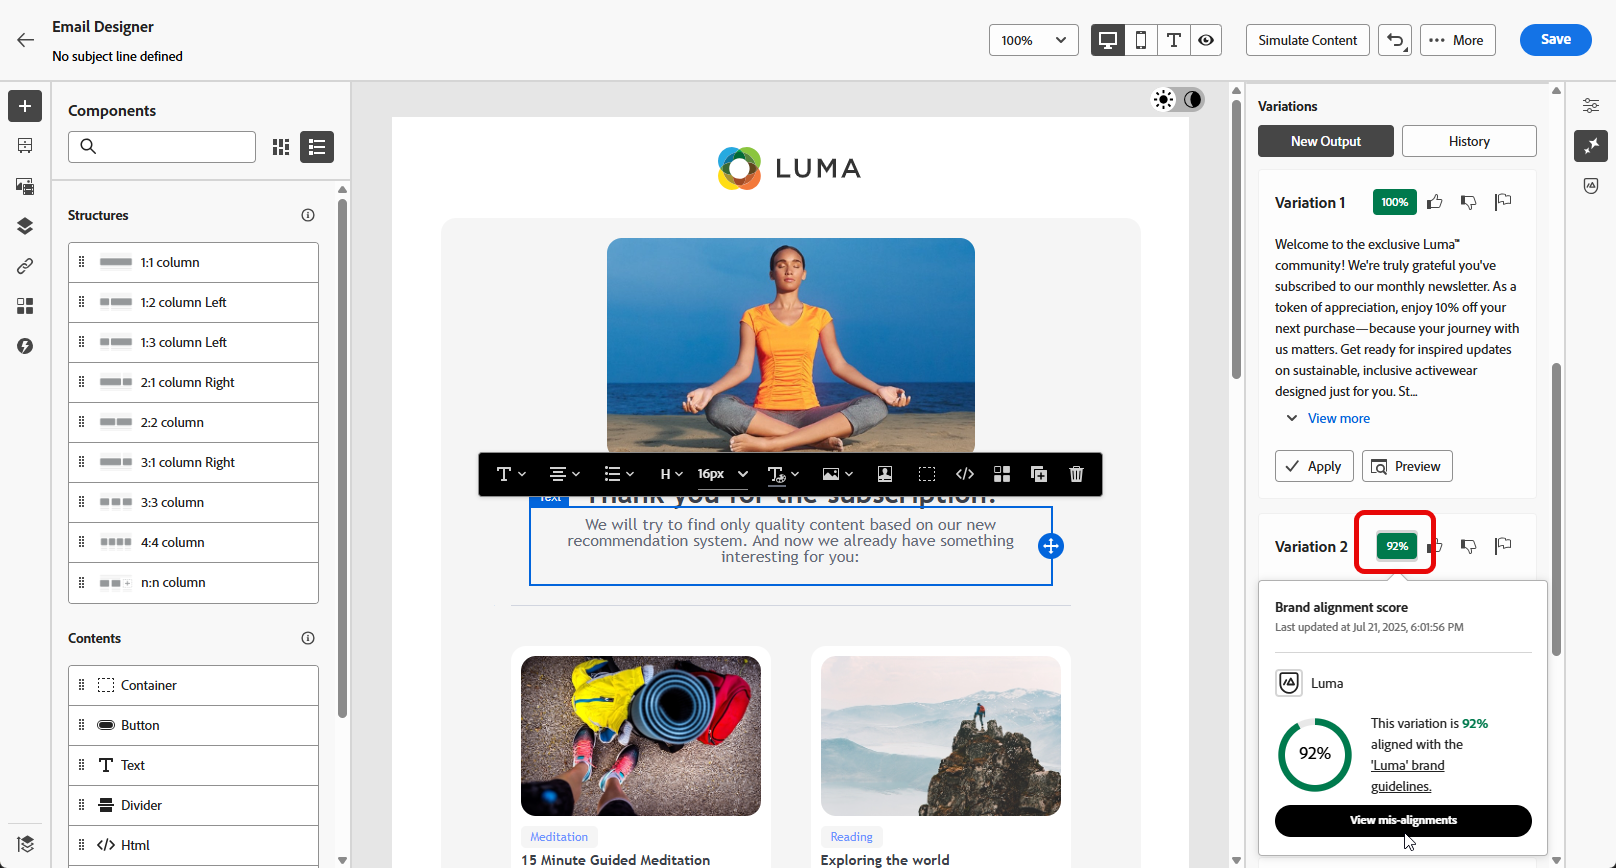 Email Designer
No subject line defined
100%
Simulate Content
More
Save
Components
Structures
1:1 column
1:2 column Left
1:3 column Left
2:1 column Right
2:2 column
3:1 column Right
3:3 column
4:4 column
n:n column
Contents
Container
Button
Text
Divider
</> Html
LUMA
H
16px
</>
Text
Thank you for the subscription!
We will try to find only quality content based on our new
recommendation system. And now we already have something
interesting for you:
Meditation
15 Minute Guided Meditation
Reading
Exploring the world
Variations
New Output
History
Variation 1
100%
Welcome to the exclusive Luma™
community! We're truly grateful you've
subscribed to our monthly newsletter. As a
token of appreciation, enjoy 10% off your
next purchase—because your journey with
us matters. Get ready for inspired updates
on sustainable, inclusive activewear
designed just for you. St...
View more
Apply
Preview
Variation 2
92%
Brand alignment score
Last updated at Jul 21, 2025, 6:01:56 PM
Luma
92%
This variation is 92%
aligned with the
'Luma' brand
guidelines.
View mis-alignments